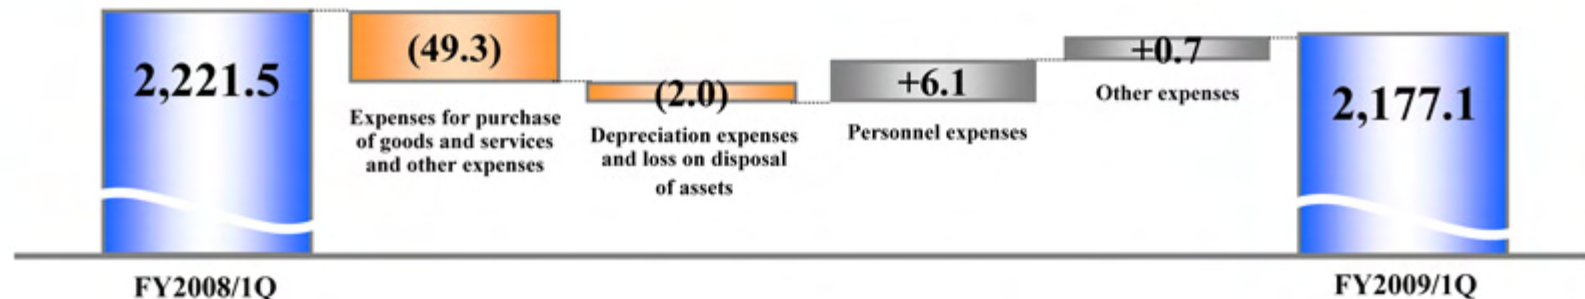 2,221.5
(49.3)
Expenses for purchase
of goods and services
and other expenses
(2.0)
Depreciation expenses
and loss on disposal
of assets
+6.1
Personnel expenses
+0.7
Other expenses
2,177.1
FY2008/1Q
FY2009/1Q